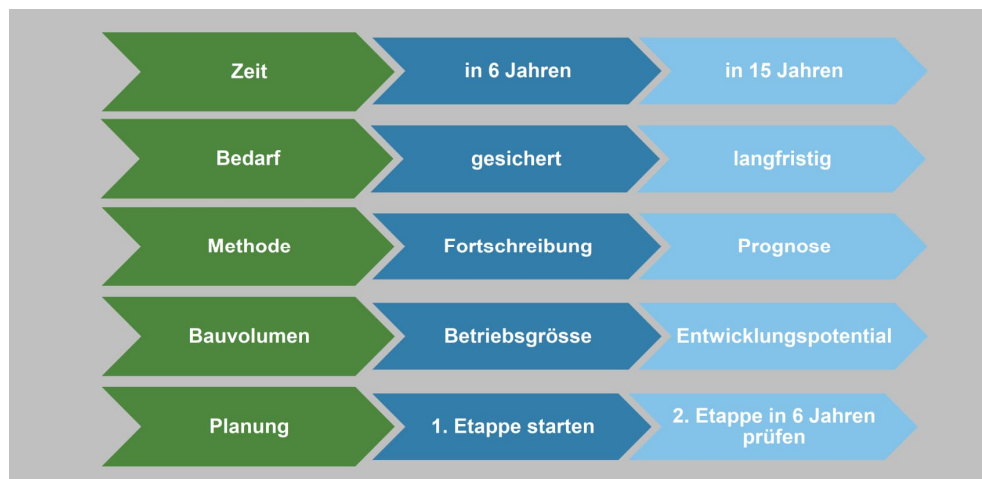 Zeit
in 6 Jahren
in 15 Jahren
Bedarf
gesichert
langfristig
Methode
Fortschreibung
Prognose
Bauvolumen
Betriebsgrösse
Entwicklungspotential
Planung
1. Etappe starten
2. Etappe in 6 Jahren
prüfen